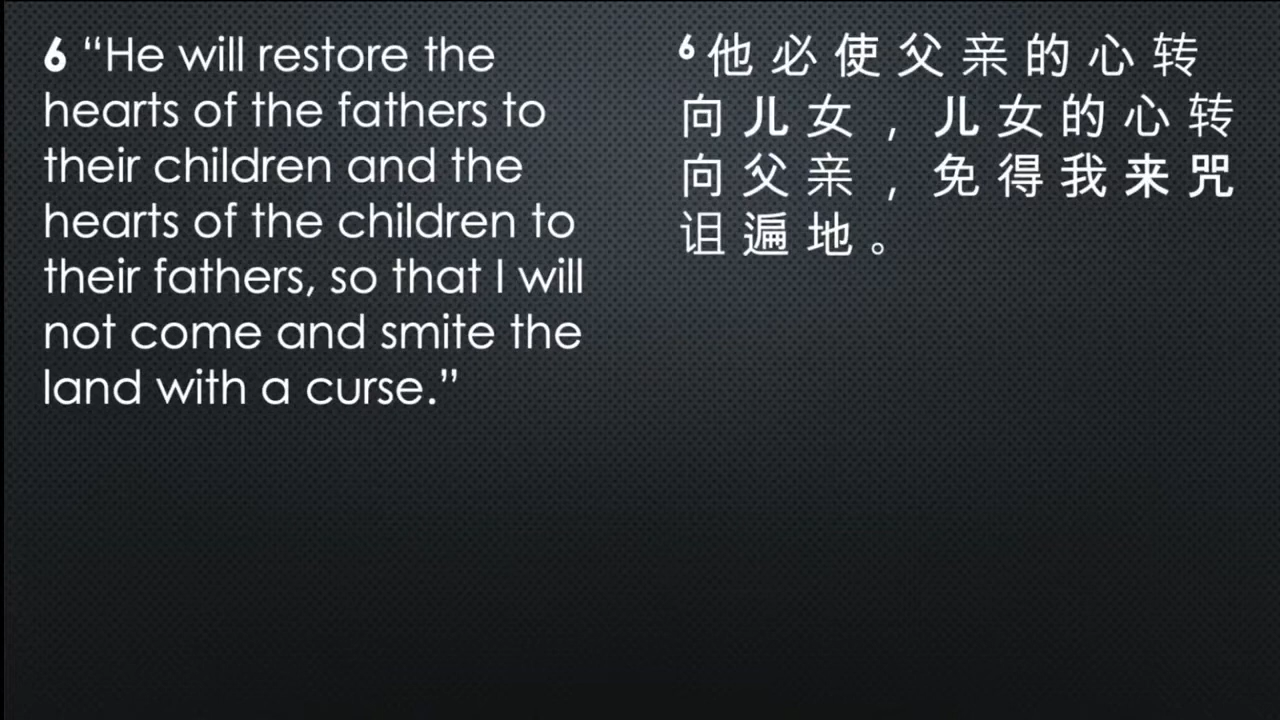 6 “He will restore the
hearts of the fathers to
their children and the
hearts of the children to
their fathers, so that I will
not come and smite the
land with a curse.”
6他必使父亲的心转
向儿女，儿女的心转
向父亲，免得我来咒
诅遍地。